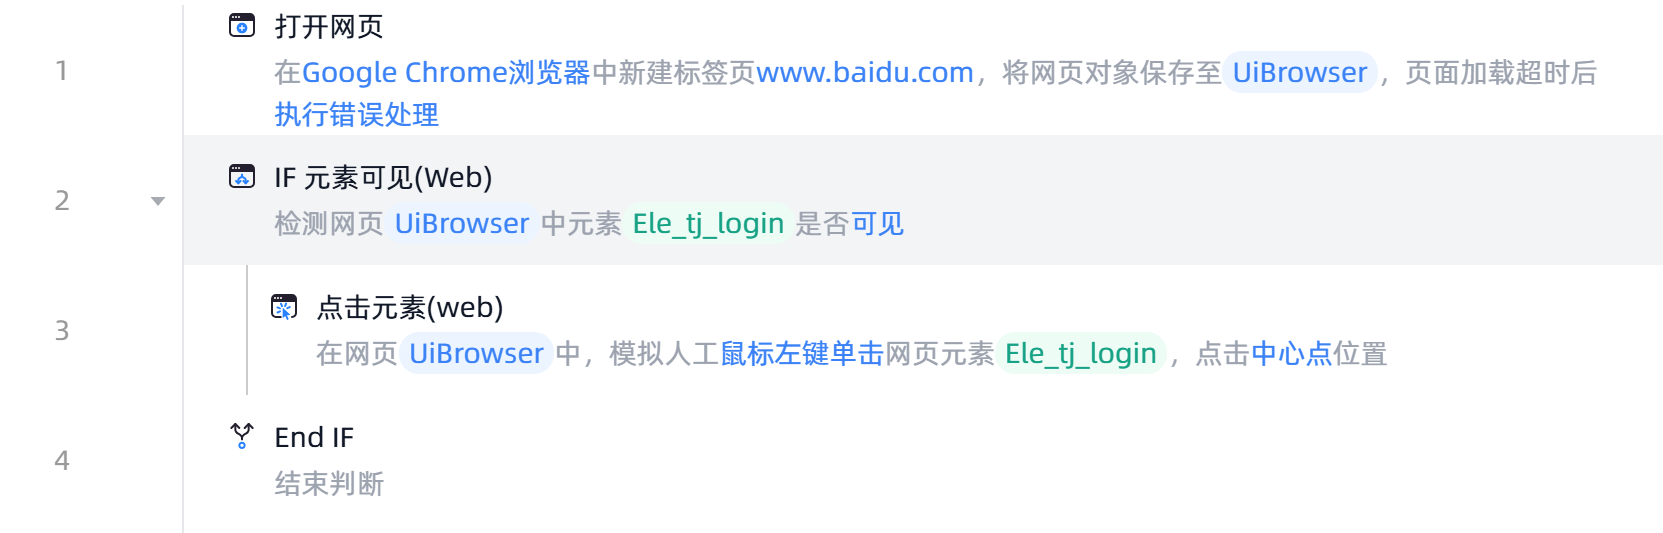 打开网页
1
在Google Chrome浏览器中新建标签页www.baidu.com，将网页对象保存至 UiBrowser ，页面加载超时后
执行错误处理
IF 元素可见(Web)
2
检测网页 UiBrowser 中元素 Ele_tj_login 是否可见
点击元素(web)
3
在网页 UiBrowser 中，模拟人工鼠标左键单击网页元素 Ele_tj_login ，点击中心点位置
End IF
4
结束判断